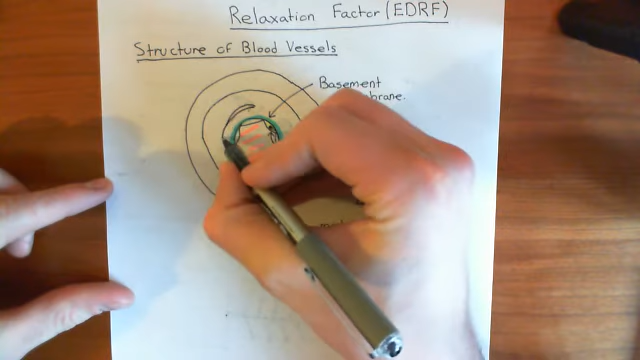 Relaxation Factor (EDRF)
Structure of Blood Vessels
Basement